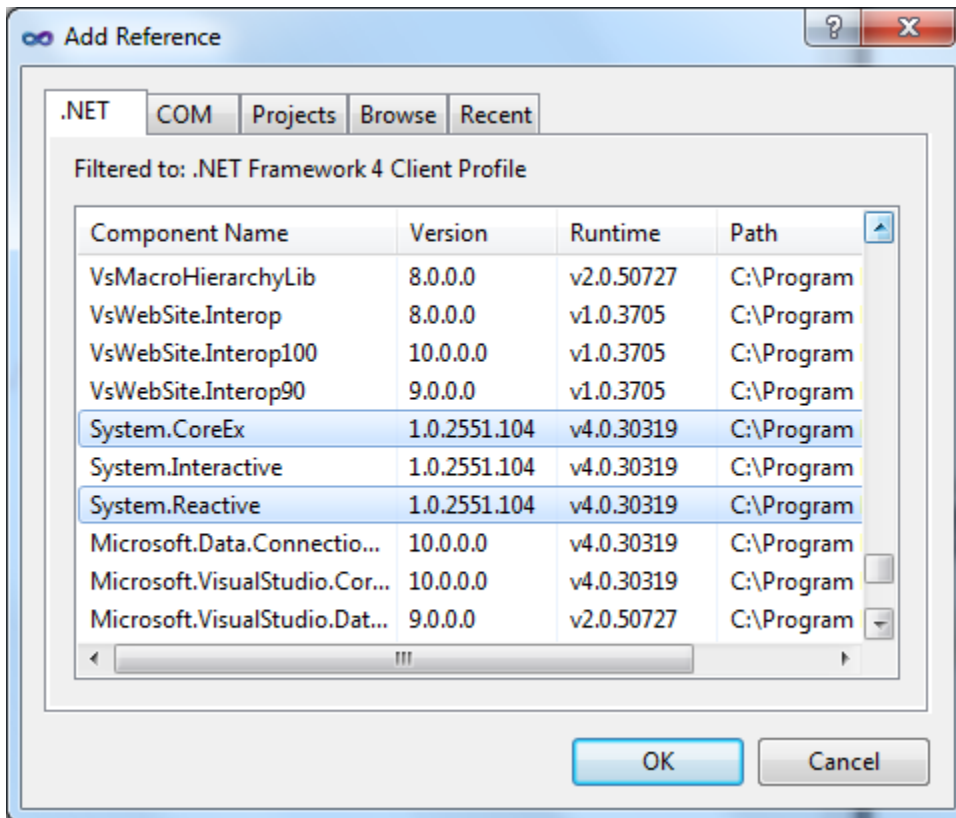 Add Reference
.NET COM Projects Browse Recent
Filtered to: .NET Framework 4 Client Profile
Component Name Version Runtime Path
VsMacroHierarchyLib 8.0.0.0 v2.0.50727 C:\Program
VsWebSite.Interop 8.0.0.0 v1.0.3705 C:\Program
VsWebSite.Interop100 10.0.0.0 v1.0.3705 C:\Program
VsWebSite.Interop90 9.0.0.0 v1.0.3705 C:\Program
System.CoreEx 1.0.2551.104 v4.0.30319 C:\Program
System.Interactive 1.0.2551.104 v4.0.30319 C:\Program
System.Reactive 1.0.2551.104 v4.0.30319 C:\Program
Microsoft.Data.Connectio... 10.0.0.0 v4.0.30319 C:\Program
Microsoft.VisualStudio.Cor... 10.0.0.0 v4.0.30319 C:\Program
Microsoft.VisualStudio.Dat... 9.0.0.0 v2.0.50727 C:\Program
OK Cancel